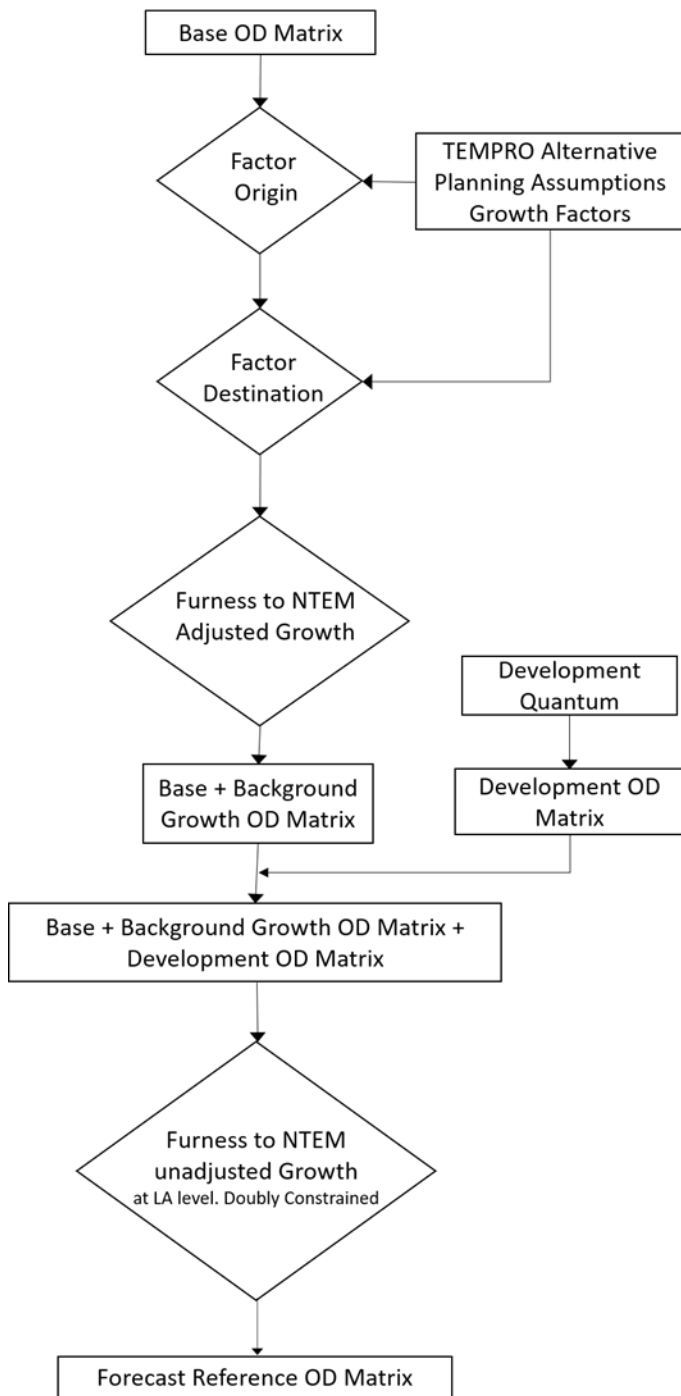 Base OD Matrix
Factor
Origin
TEMPRO Alternative
Planning Assumptions
Growth Factors
Factor
Destination
Furness to NTEM
Adjusted Growth
Development
Quantum
Base + Background
Growth OD Matrix
Development OD
Matrix
Base + Background Growth OD Matrix +
Development OD Matrix
Furness to NTEM
unadjusted Growth
at LA level. Doubly Constrained
Forecast Reference OD Matrix